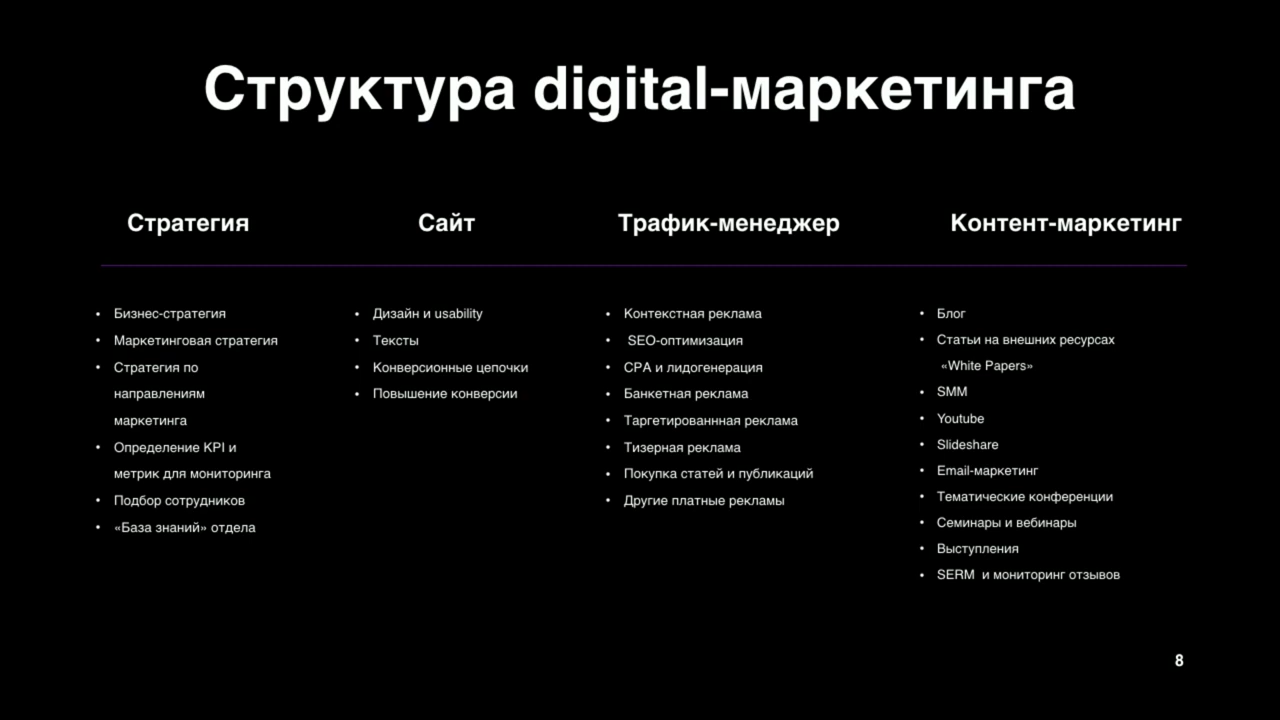 Структура digital-маркетинга
Стратегия
Сайт
Трафик-менеджер
Контент-маркетинг
• Бизнес-стратегия
• Маркетинговая стратегия
• Стратегия по
направлениям
маркетинга
• Определение KPI и
метрик для мониторинга
• Подбор сотрудников
• «База знаний» отдела
• Дизайн и usability
• Тексты
• Конверсионные цепочки
• Повышение конверсии
• Контекстная реклама
• SEO-оптимизация
• CPA и лидогенерация
• Банкетная реклама
• Таргетированнная реклама
• Тизерная реклама
• Покупка статей и публикаций
• Другие платные рекламы
• Блог
• Статьи на внешних ресурсах
«White Papers»
• SMM
• Youtube
• Slideshare
• Email-маркетинг
• Тематические конференции
• Семинары и вебинары
• Выступления
• SERM и мониторинг отзывов
8